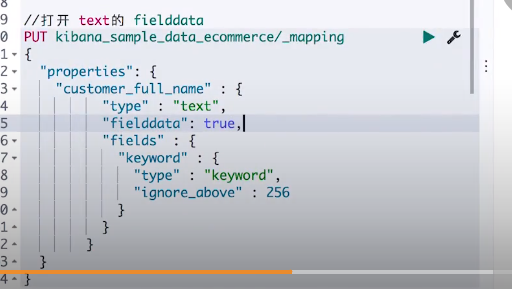 9 //打开 text的 fielddata
0 PUT kibana_sample_data_ecommerce/_mapping
1 {
2 "properties": {
3 "customer_full_name" : {
4 "type" : "text",
5 "fielddata": true,
6 "fields" : {
7 "keyword" : {
8 "type" : "keyword",
9 "ignore_above" : 256
0 }
1 }
2 }
3 }
4 }